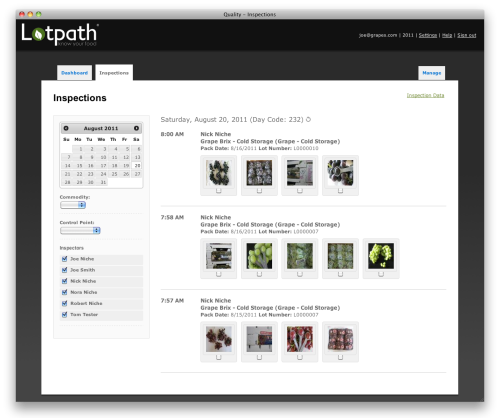 Quality - Inspections
Lotpath®
know your food.
joe@grapes.com | 2011 | Settings | Help | Sign out
Dashboard
Inspections
Manage
Inspections
Inspection Data
August 2011
Su Mo Tu We Th Fr Sa
1 2 3 4 5 6
7 8 9 10 11 12 13
14 15 16 17 18 19 20
21 22 23 24 25 26 27
28 29 30 31
Commodity:
Control Point:
Inspectors
Joe Niche
Joe Smith
Nick Niche
Nora Niche
Robert Niche
Tom Tester
Saturday, August 20, 2011 (Day Code: 232)
8:00 AM
Nick Niche
Grape Brix - Cold Storage (Grape - Cold Storage)
Pack Date: 8/16/2011 Lot Number: L0000010
7:58 AM
Nick Niche
Grape Brix - Cold Storage (Grape - Cold Storage)
Pack Date: 8/16/2011 Lot Number: L0000007
7:57 AM
Nick Niche
Grape Brix - Cold Storage (Grape - Cold Storage)
Pack Date: 8/15/2011 Lot Number: L0000007